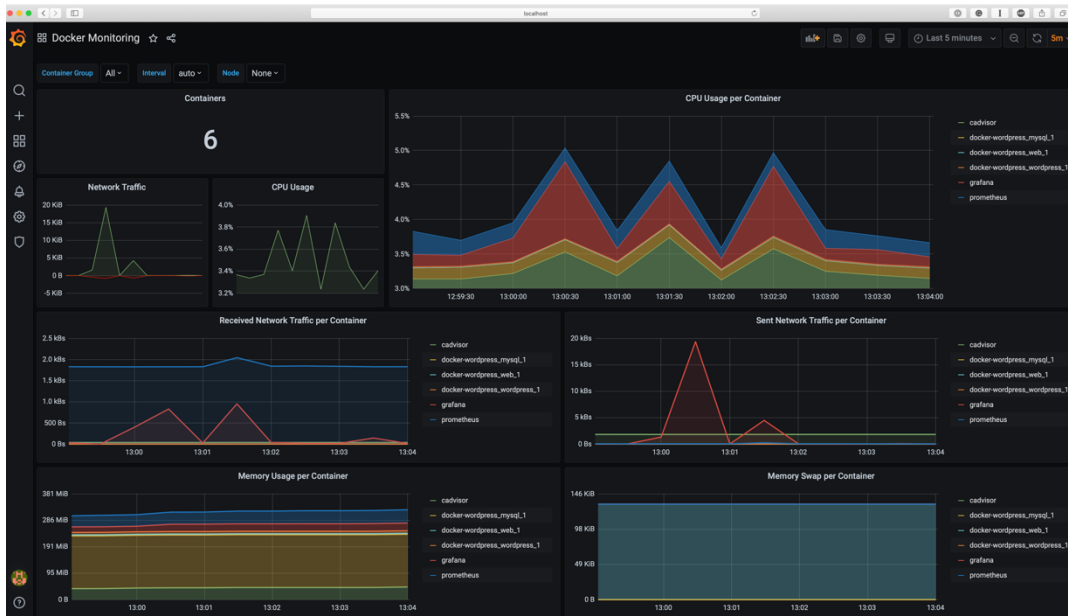 localhost
Docker Monitoring
Last 5 minutes
5m
Container Group All Interval auto Node None
Containers
6
Network Traffic
20 KiB
15 KiB
10 KiB
5 KiB
0 B
-5 KiB
CPU Usage
4.0%
3.8%
3.6%
3.4%
3.2%
CPU Usage per Container
5.5%
5.0%
4.5%
4.0%
3.5%
3.0%
12:59:30 13:00:00 13:00:30 13:01:00 13:01:30 13:02:00 13:02:30 13:03:00 13:03:30 13:04:00
cadvisor
docker-wordpress_mysql_1
docker-wordpress_web_1
docker-wordpress_wordpress_1
grafana
prometheus
Received Network Traffic per Container
2.5 kBs
2.0 kBs
1.5 kBs
1.0 kBs
500 Bs
0 Bs
13:00 13:01 13:02 13:03 13:04
cadvisor
docker-wordpress_mysql_1
docker-wordpress_web_1
docker-wordpress_wordpress_1
grafana
prometheus
Sent Network Traffic per Container
20 kBs
15 kBs
10 kBs
5 kBs
0 Bs
13:00 13:01 13:02 13:03 13:04
cadvisor
docker-wordpress_mysql_1
docker-wordpress_web_1
docker-wordpress_wordpress_1
grafana
prometheus
Memory Usage per Container
381 MiB
286 MiB
191 MiB
95 MiB
0 B
13:00 13:01 13:02 13:03 13:04
cadvisor
docker-wordpress_mysql_1
docker-wordpress_web_1
docker-wordpress_wordpress_1
grafana
prometheus
Memory Swap per Container
146 KiB
98 KiB
49 KiB
0 B
13:00 13:01 13:02 13:03 13:04
cadvisor
docker-wordpress_mysql_1
docker-wordpress_web_1
docker-wordpress_wordpress_1
grafana
prometheus